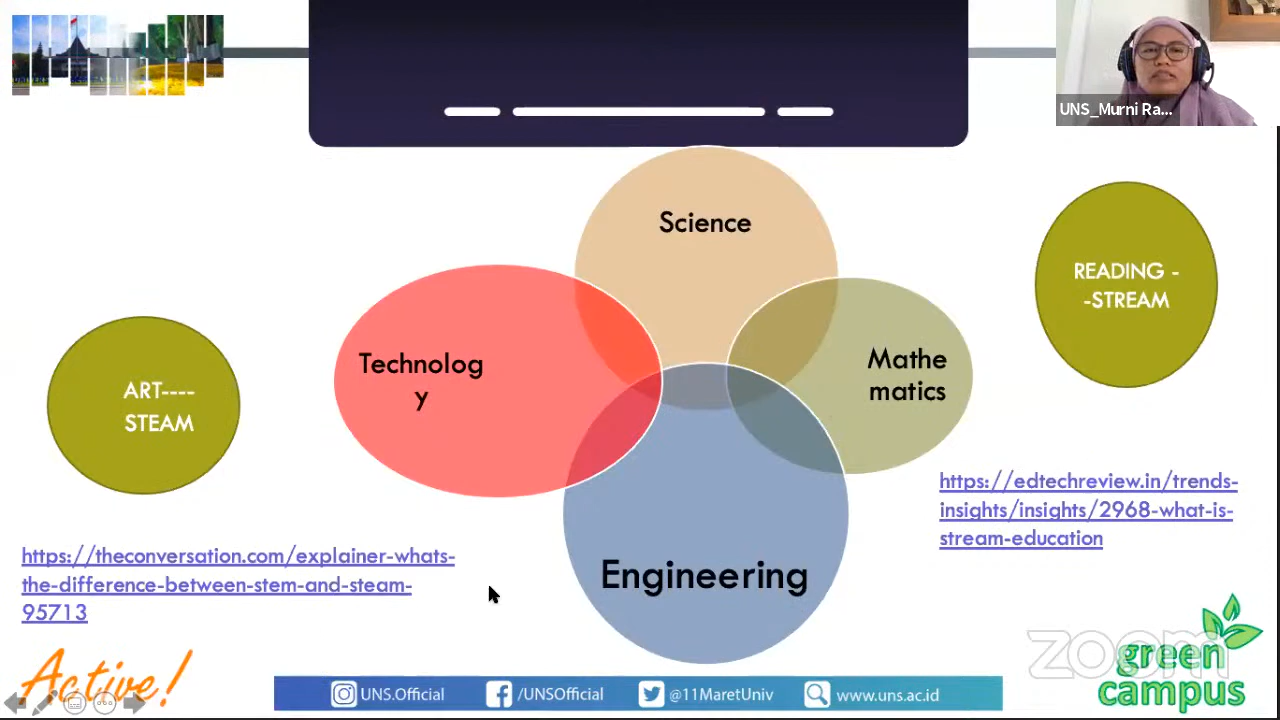 UNS_Murni Ra...
Science
READING -
-STREAM
Technolog
y
Mathe
matics
ART----
STEAM
https://edtechreview.in/trends-
insights/insights/2968-what-is-
stream-education
https://theconversation.com/explainer-whats-
the-difference-between-stem-and-steam-
95713
Engineering
Active!
UNS.Official
/UNSOfficial
@11MaretUniv
www.uns.ac.id
zoom
green
campus